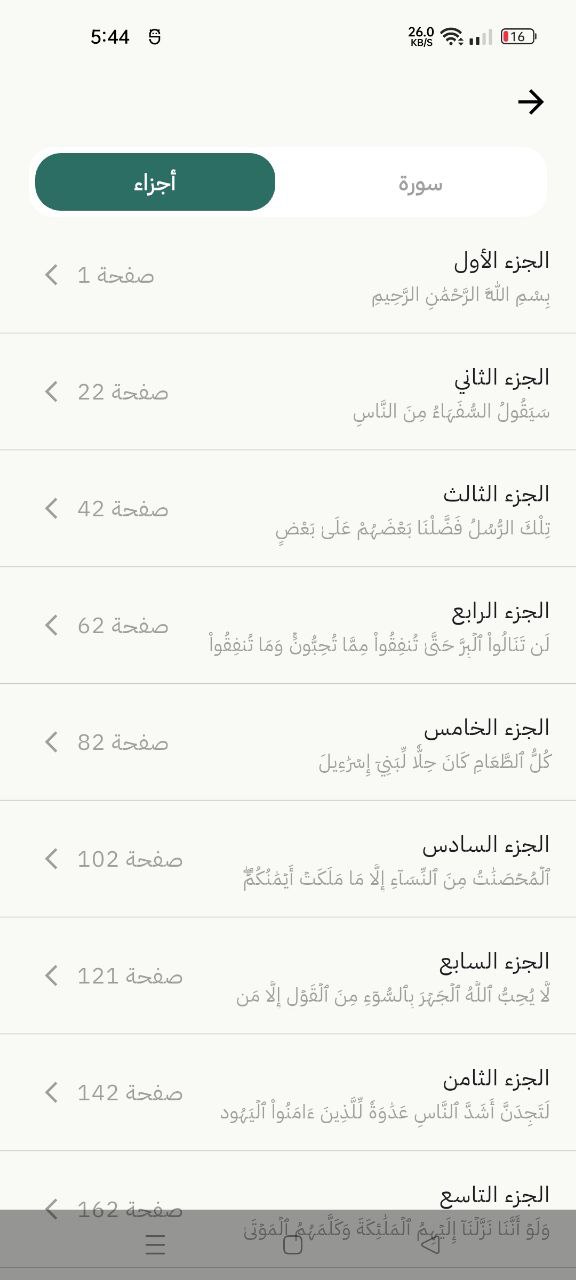 5:44
26.0
KB/S
16
سورة
أجزاء
الجزء الأول
صفحة 1
بِسْمِ اللَّهِ الرَّحْمَٰنِ الرَّحِيمِ
الجزء الثاني
صفحة 22
سَيَقُولُ السُّفَهَاءُ مِنَ النَّاسِ
الجزء الثالث
صفحة 42
تِلْكَ الرُّسُلُ فَضَّلْنَا بَعْضَهُمْ عَلَىٰ بَعْضٍ
الجزء الرابع
صفحة 62
لَن تَنَالُواْ ٱلْبِرَّ حَتَّىٰ تُنفِقُواْ مِمَّا تُحِبُّونَۚ وَمَا تُنفِقُواْ
الجزء الخامس
صفحة 82
كُلُّ ٱلطَّعَامِ كَانَ حِلّٗا لِّبَنِيٓ إِسۡرَٰٓءِيلَ
الجزء السادس
صفحة 102
ٱلۡمُحۡصَنَٰتُ مِنَ ٱلنِّسَآءِ إِلَّا مَا مَلَكَتۡ أَيۡمَٰنُكُمۡۖ
الجزء السابع
صفحة 121
لَّا يُحِبُّ ٱللَّهُ ٱلۡجَهۡرَ بِٱلسُّوٓءِ مِنَ ٱلۡقَوۡلِ إِلَّا مَن
الجزء الثامن
صفحة 142
لَتَجِدَنَّ أَشَدَّ ٱلنَّاسِ عَدَٰوَةٗ لِّلَّذِينَ ءَامَنُواْ ٱلۡيَهُود
الجزء التاسع
صفحة 162
وَلَوۡ أَنَّنَا نَزَّلۡنَآ إِلَيۡهِمُ ٱلۡمَلَٰٓئِكَةَ وَكَلَّمَهُمُ ٱلۡمَوۡتَىٰ